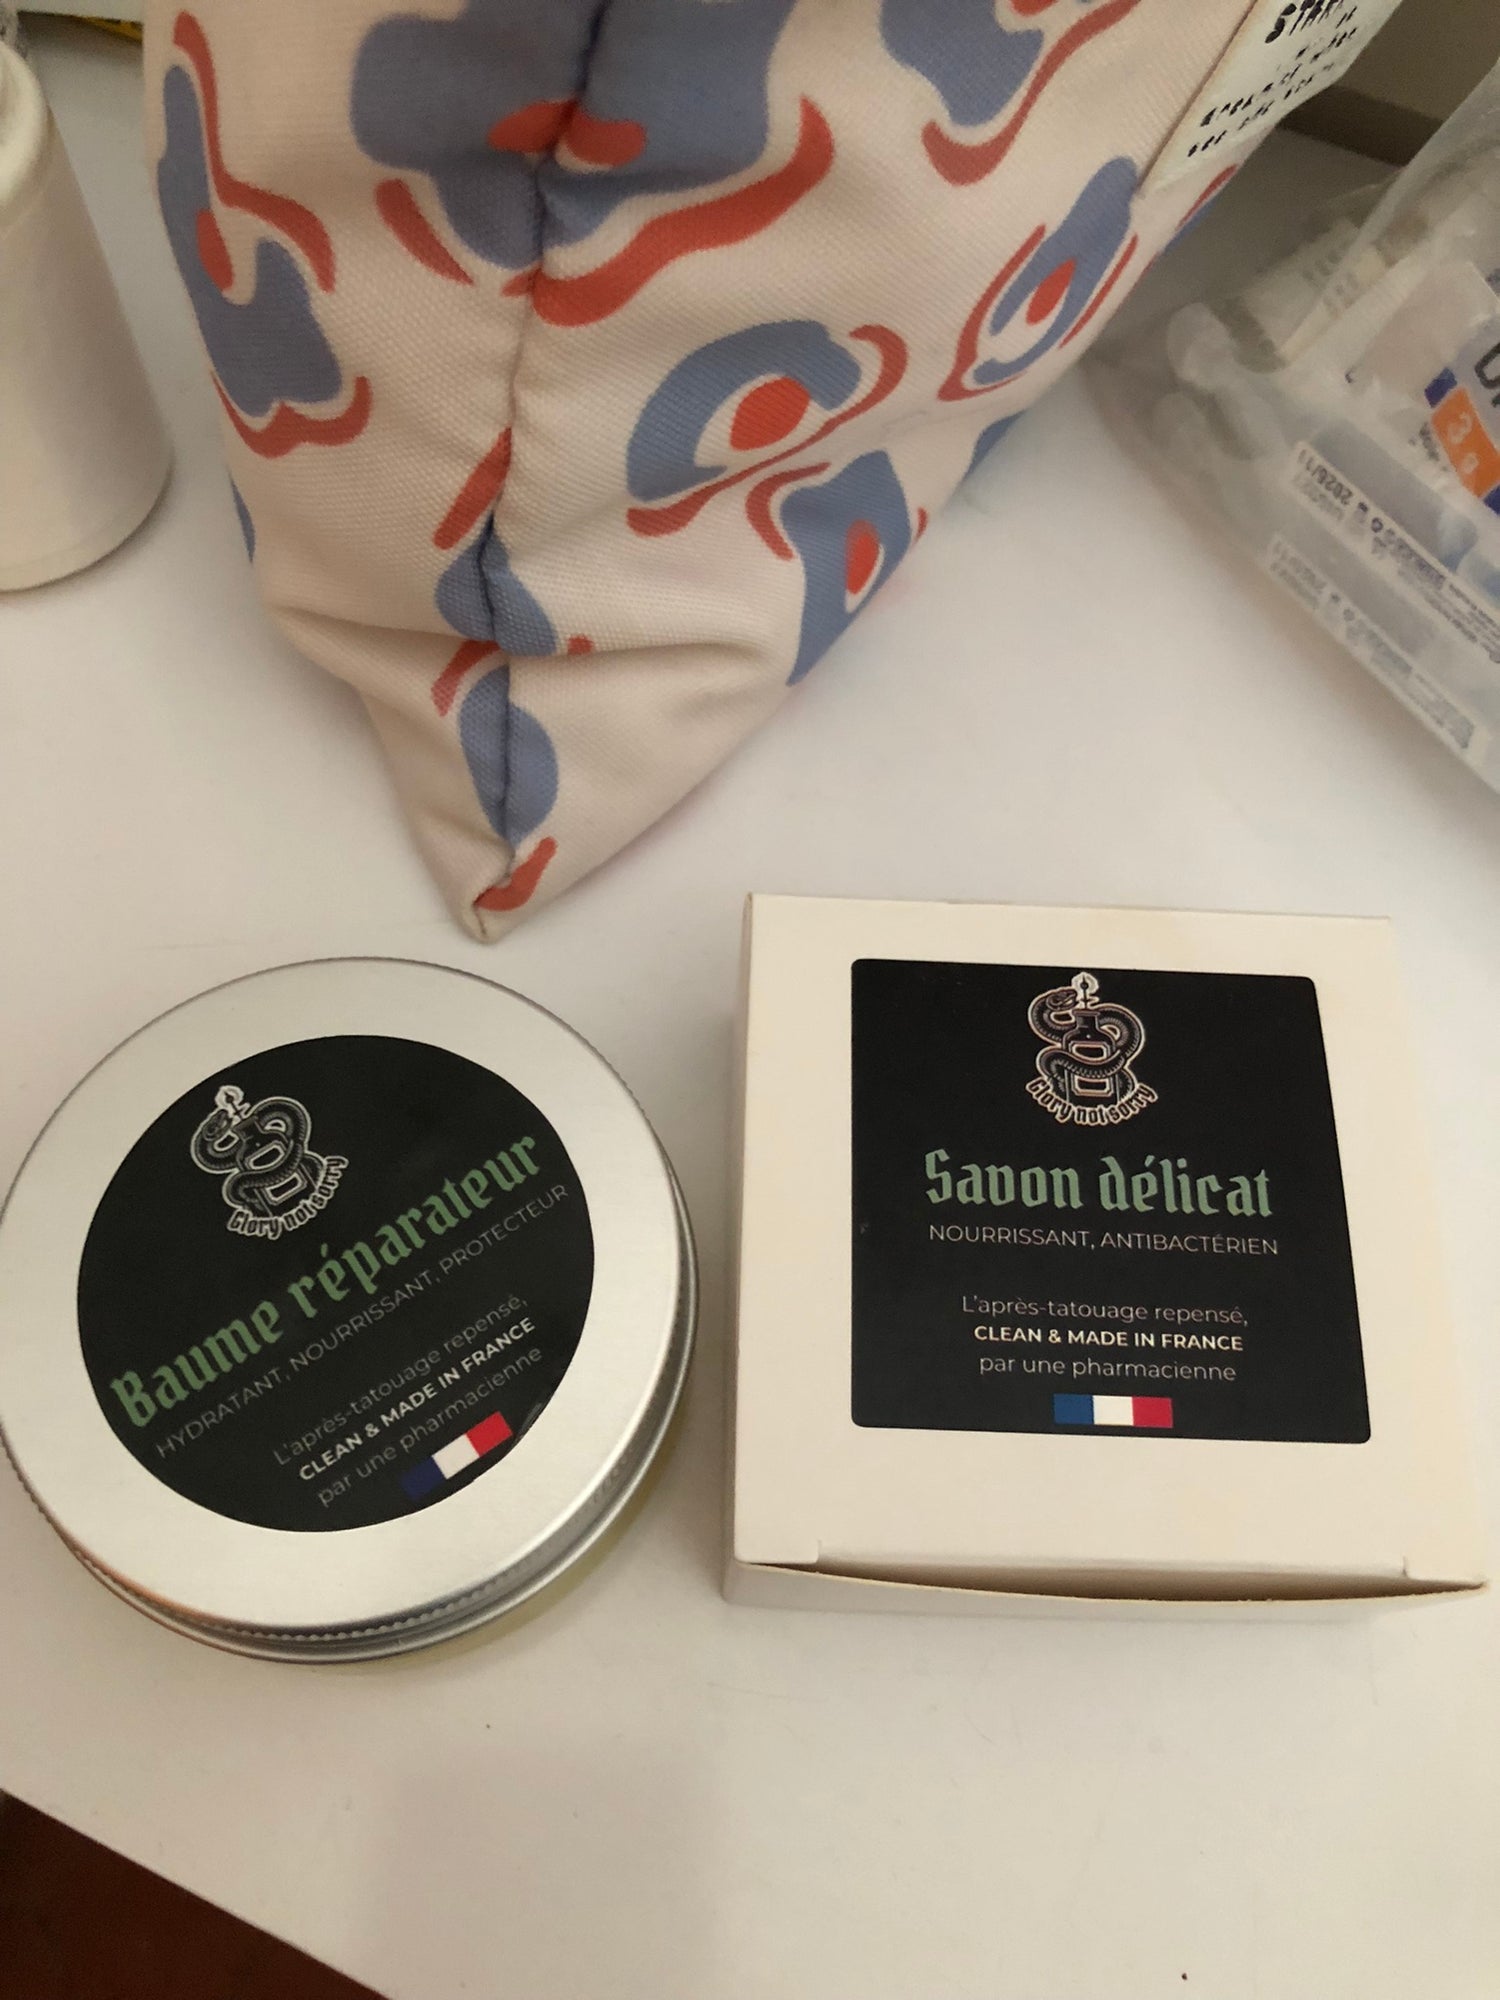 Glory not sorry
Baume réparateur
HYDRATANT, NOURRISSANT, PROTECTEUR
L'après-tatouage repensé,
CLEAN & MADE IN FRANCE
par une pharmacienne
Glory not sorry
Savon délicat
NOURRISSANT, ANTIBACTÉRIEN
L'après-tatouage repensé,
CLEAN & MADE IN FRANCE
par une pharmacienne
3 g